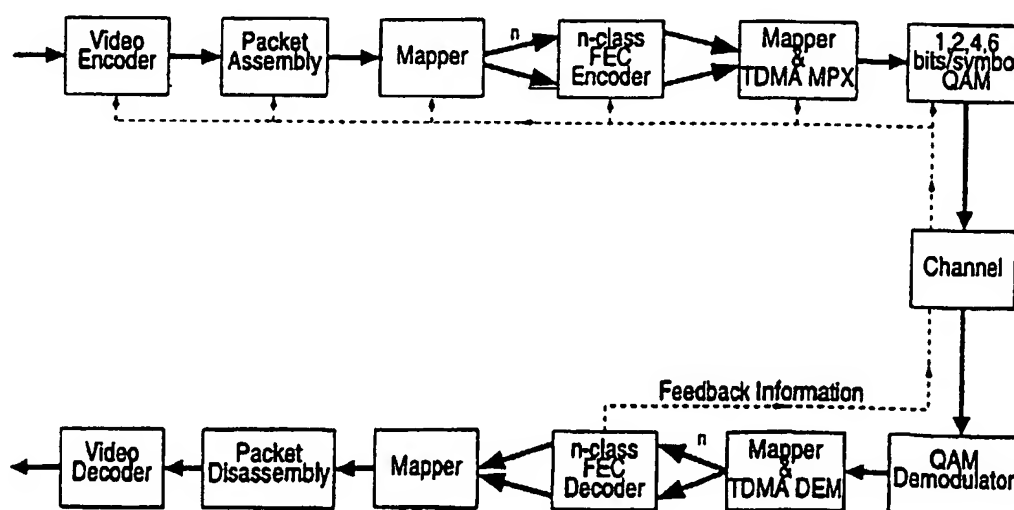 Video
Encoder
Packet
Assembly
Mapper
n
n-class
FEC
Encoder
Mapper
&
TDMA MPX
1,2,4,6
bits/symbo
QAM
Channel
Feedback Information
Video
Decoder
Packet
Disassembly
Mapper
n-class
FEC
Decoder
n
Mapper
&
TDMA DEM
QAM
Demodulator